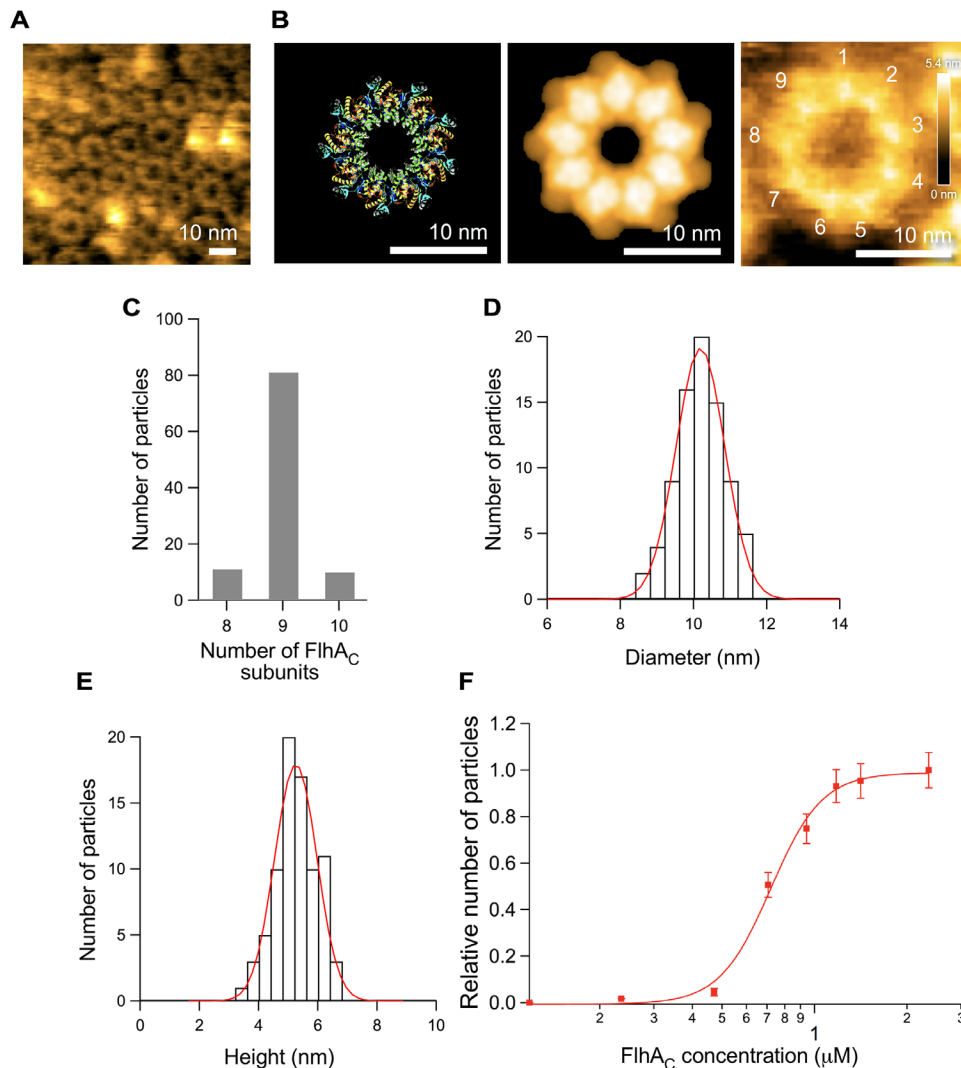 A
B
10 nm
10 nm
10 nm
1
2
3
4
5
6
7
8
9
5.4 nm
0 nm
10 nm
C
Number of particles
100
80
60
40
20
0
8 9 10
Number of FlhAC
subunits
D
Number of particles
20
15
10
5
0
6 8 10 12 14
Diameter (nm)
E
Number of particles
20
15
10
5
0
0 2 4 6 8 10
Height (nm)
F
Relative number of particles
1.2
1.0
0.8
0.6
0.4
0.2
0.0
2 3 4 5 6 7 8 9 1 2 3
FlhAC concentration (μM)